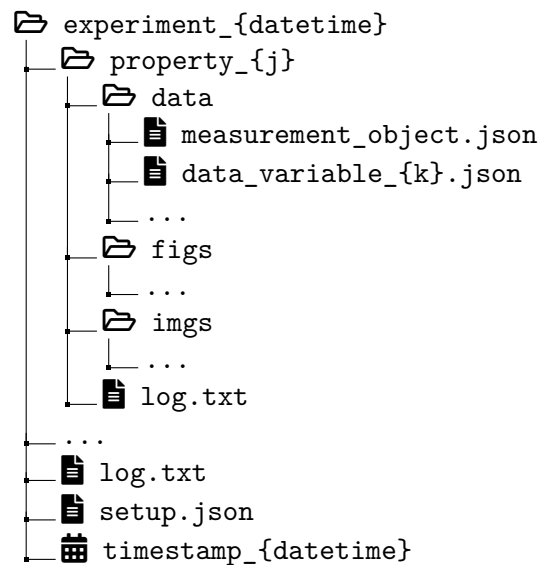 experiment_{datetime}
property_{j}
data
measurement_object.json
data_variable_{k}.json
...
figs
...
imgs
...
log.txt
...
log.txt
setup.json
timestamp_{datetime}